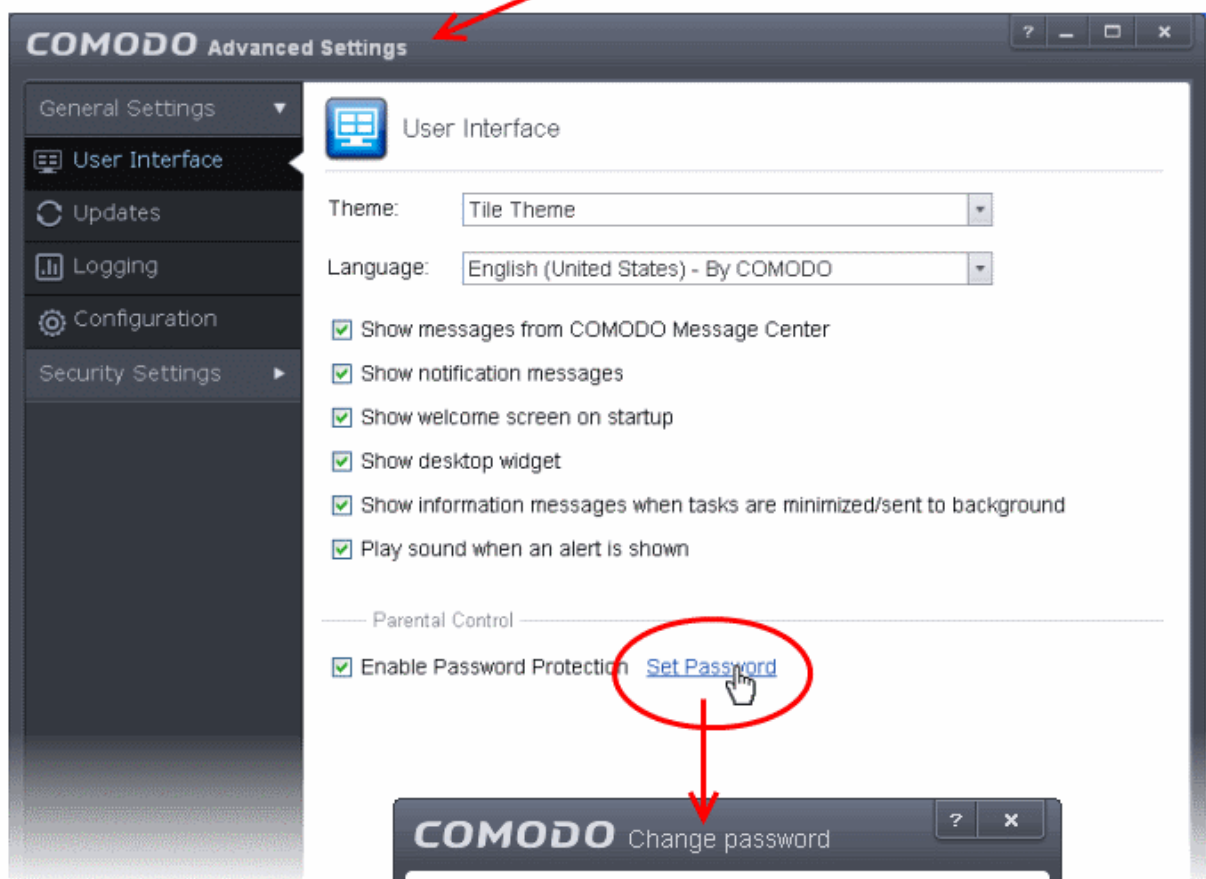 COMODO Advanced Settings
General Settings
User Interface
Updates
Logging
Configuration
Security Settings
User Interface
Theme: Tile Theme
Language: English (United States) - By COMODO
Show messages from COMODO Message Center
Show notification messages
Show welcome screen on startup
Show desktop widget
Show information messages when tasks are minimized/sent to background
Play sound when an alert is shown
Parental Control
Enable Password Protection Set Password
COMODO Change password